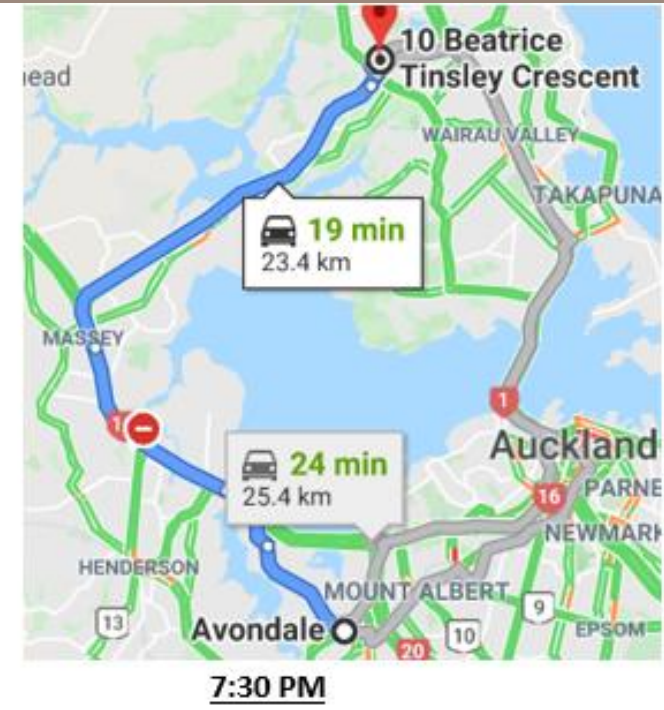 10 Beatrice
Tinsley Crescent
ead
WAIRAU VALLEY
TAKAPUNA
19 min
23.4 km
MASSEY
1
1
Auckland
24 min
25.4 km
16
PARNE
NEWMARK
HENDERSON
MOUNT ALBERT
9
13
Avondale
20
10
EPSOM
7:30 PM